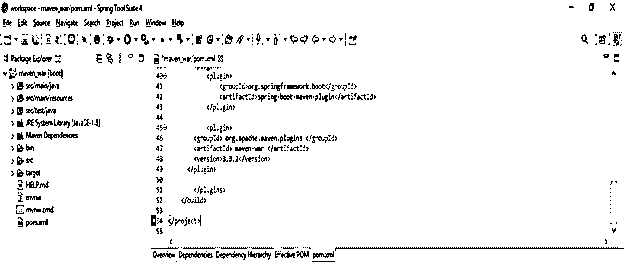 workspace - maven_war/pom.xml - Spring Tool Suite 4
File Edit Source Navigate Search Project Run Window Help
Package Explorer
*maven_war/pom.xml
maven_war [boot]
src/main/java
src/main/resources
src/test/java
JRE System Library [JavaSE-1.8]
Maven Dependencies
bin
src
target
HELP.md
mvnw
mvnw.cmd
pom.xml
40 <plugin>
41 <groupId>org.springframework.boot</groupId>
42 <artifactId>spring-boot-maven-plugin</artifactId>
43 </plugin>
44
45 <plugin>
46 <groupId> org.apache.maven.plugins </groupId>
47 <artifactId> maven-war </artifactId>
48 <version>3.3.2</version>
49 </plugin>
50
51 </plugins>
52 </build>
53
54 </project>
55
Overview Dependencies Dependency Hierarchy Effective POM pom.xml